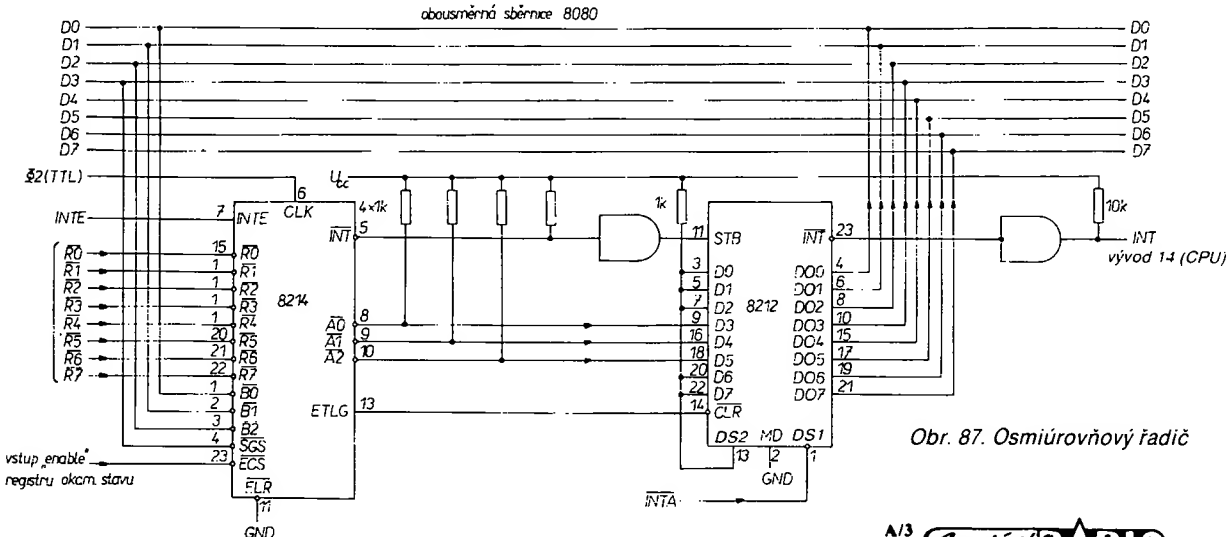 obousměrná sběrnice 8080
D0 D0
D1 D1
D2 D2
D3 D3
D4 D4
D5 D5
D6 D6
D7 D7
Φ2(TTL)
6
CLK
Ucc
4×1k
1k
10k
INTE 7 INTE
5 INT
11 STB
INT 23
INT
vývod 14 (CPU)
R0 15 R0
R1 1 R1
R2 1 R2
R3 1 R3
R4 1 R4
R5 20 R5
R6 21 R6
R7 22 R7
1 B0
2 B1
3 B2
4 SGS
23 ECS
vstup „enable"
registru okam. stavu
ELR
11
GND
8214
A0 8
A1 9
A2 10
ETLG 13
3 D0
5 D1
7 D2
9 D3
16 D4
18 D5
20 D6
22 D7
14 CLR
8212
DO0 4
DO1 6
DO2 8
DO3 10
DO4 15
DO5 17
DO6 19
DO7 21
DS2 MD DS1
13 2 1
GND
INTA
Obr. 87. Osmiúrovňový řadič
A/3